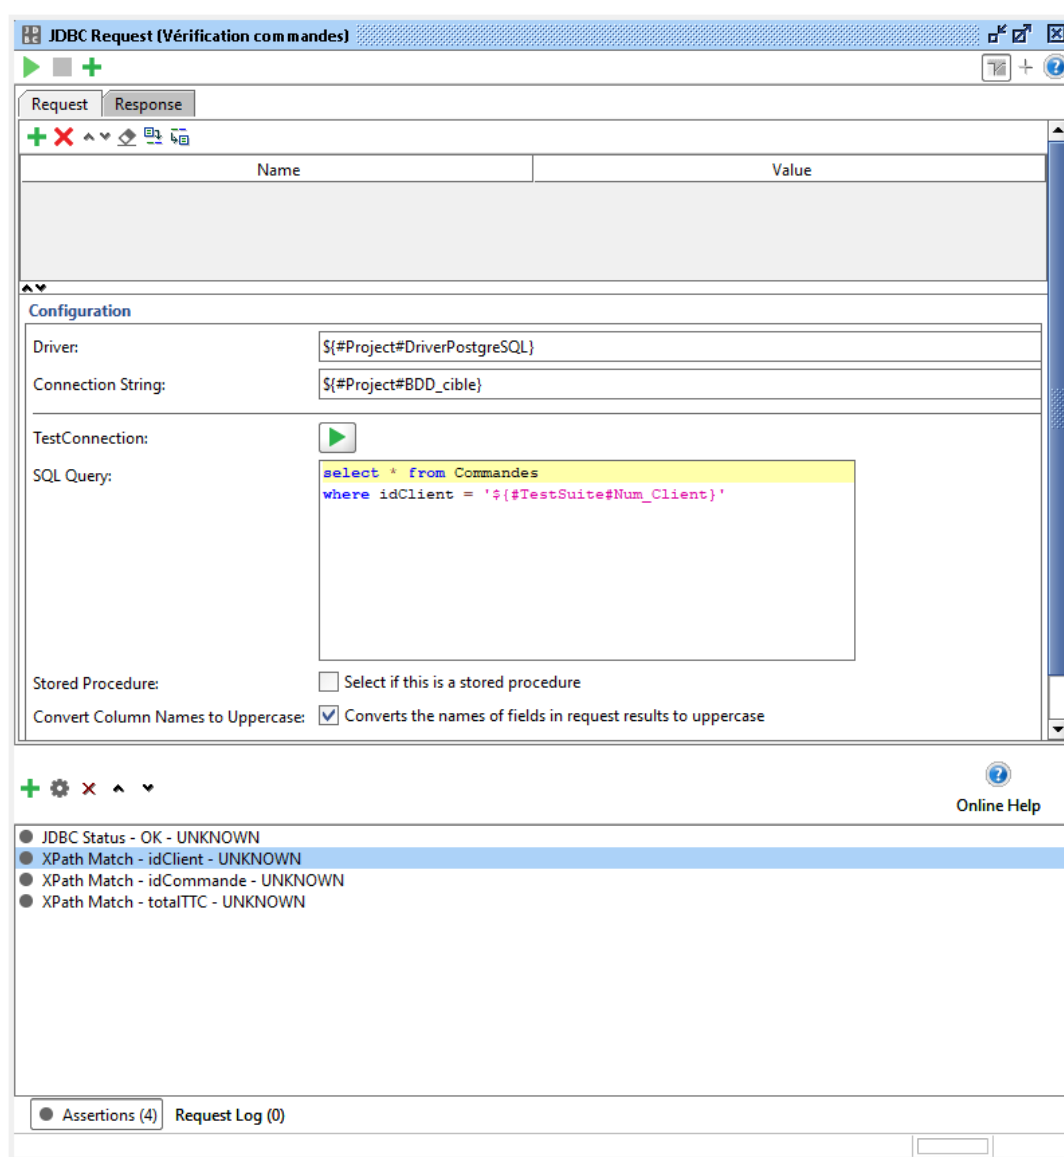 JDBC Request (Vérification commandes)
Request Response
Name Value
Configuration
Driver: ${#Project#DriverPostgreSQL}
Connection String: ${#Project#BDD_cible}
TestConnection:
SQL Query: select * from Commandes
where idClient = '${#TestSuite#Num_Client}'
Stored Procedure: Select if this is a stored procedure
Convert Column Names to Uppercase: Converts the names of fields in request results to uppercase
Online Help
JDBC Status - OK - UNKNOWN
XPath Match - idClient - UNKNOWN
XPath Match - idCommande - UNKNOWN
XPath Match - totalTTC - UNKNOWN
Assertions (4) Request Log (0)